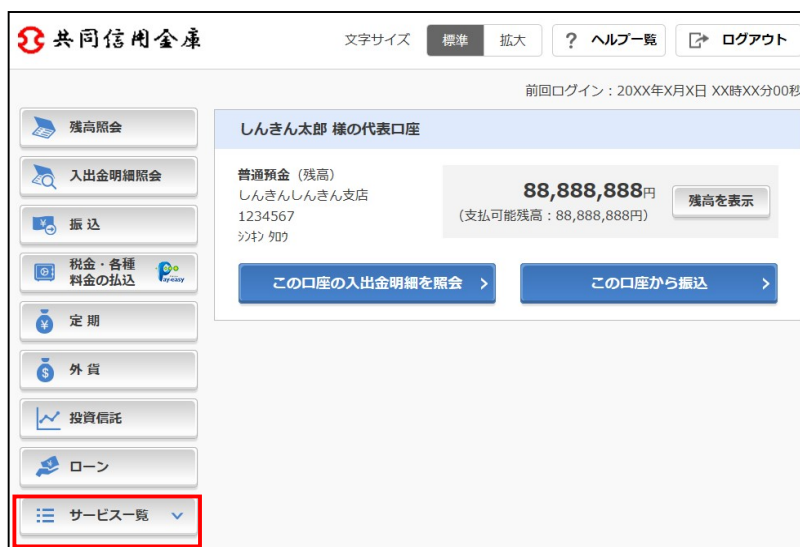 共同信用金庫
文字サイズ 標準 拡大 ? ヘルプ一覧 ログアウト
前回ログイン：20XX年X月X日 XX時XX分00秒
残高照会
入出金明細照会
振込
税金・各種
料金の払込
Pay-easy
定期
外貨
投資信託
ローン
サービス一覧
しんきん太郎 様の代表口座
普通預金（残高）
しんきんしんきん支店
1234567
ｼﾝｷﾝ ﾀﾛｳ
88,888,888円
（支払可能残高：88,888,888円）
残高を表示
この口座の入出金明細を照会
この口座から振込